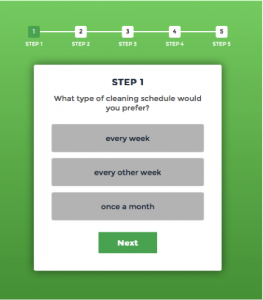 1 2 3 4 5
STEP 1 STEP 2 STEP 3 STEP 4 STEP 5
STEP 1
What type of cleaning schedule would
you prefer?
every week
every other week
once a month
Next